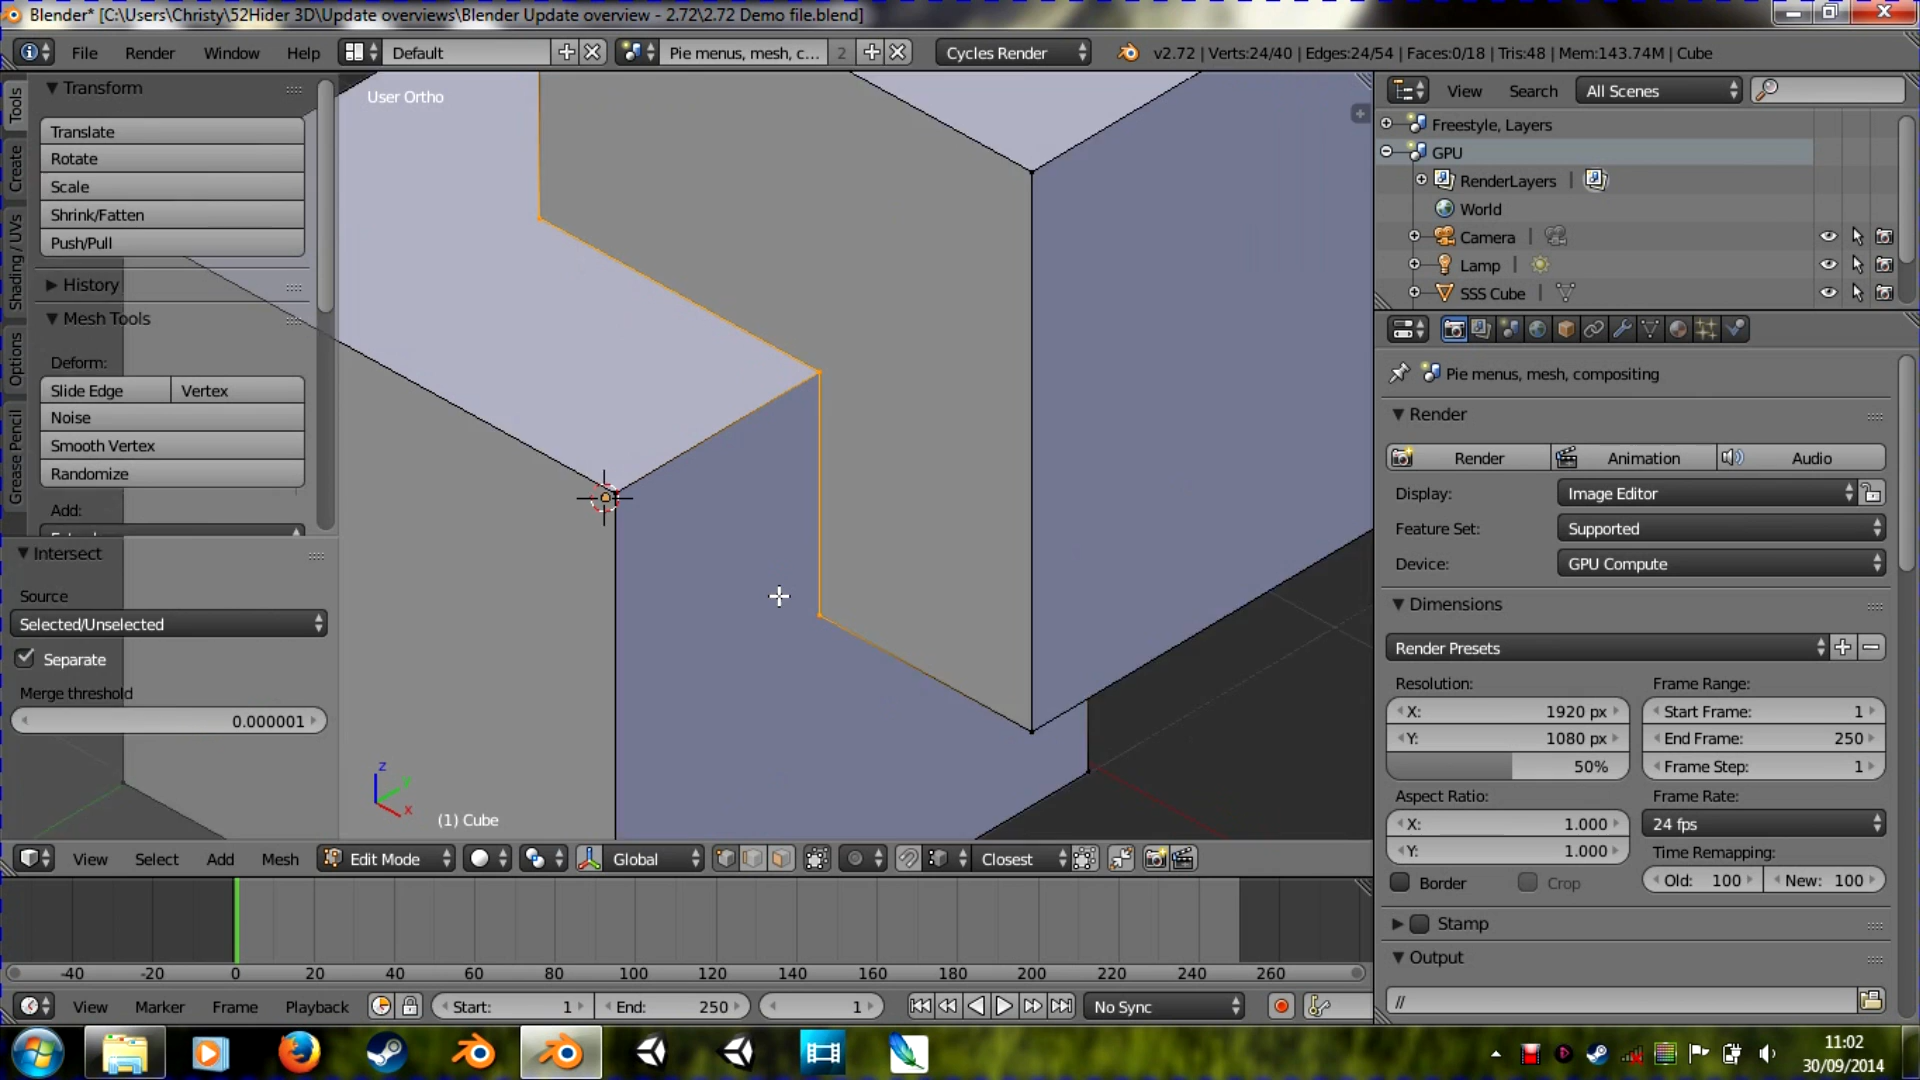 Blender* [C:\Users\Christy\52Hider 3D\Update overviews\Blender Update overview - 2.72\2.72 Demo file.blend]
File Render Window Help Default Pie menus, mesh, c... 2 Cycles Render v2.72 | Verts:24/40 | Edges:24/54 | Faces:0/18 | Tris:48 | Mem:143.74M | Cube
Tools
Create
Shading / UVs
Options
Grease Pencil
Transform
Translate
Rotate
Scale
Shrink/Fatten
Push/Pull
History
Mesh Tools
Deform:
Slide Edge Vertex
Noise
Smooth Vertex
Randomize
Add:
Intersect
Source
Selected/Unselected
Separate
Merge threshold
0.000001
User Ortho
z
y
x
(1) Cube
View Select Add Mesh Edit Mode Global Closest
-40 -20 0 20 40 60 80 100 120 140 160 180 200 220 240 260
View Marker Frame Playback Start: 1 End: 250 1 No Sync
View Search All Scenes
Freestyle, Layers
GPU
RenderLayers |
World
Camera |
Lamp |
SSS Cube |
Pie menus, mesh, compositing
Render
Render Animation Audio
Display: Image Editor
Feature Set: Supported
Device: GPU Compute
Dimensions
Render Presets
Resolution: Frame Range:
X: 1920 px Start Frame: 1
Y: 1080 px End Frame: 250
50% Frame Step: 1
Aspect Ratio: Frame Rate:
X: 1.000 24 fps
Y: 1.000 Time Remapping:
Border Crop Old: 100 New: 100
Stamp
Output
//
11:02
30/09/2014